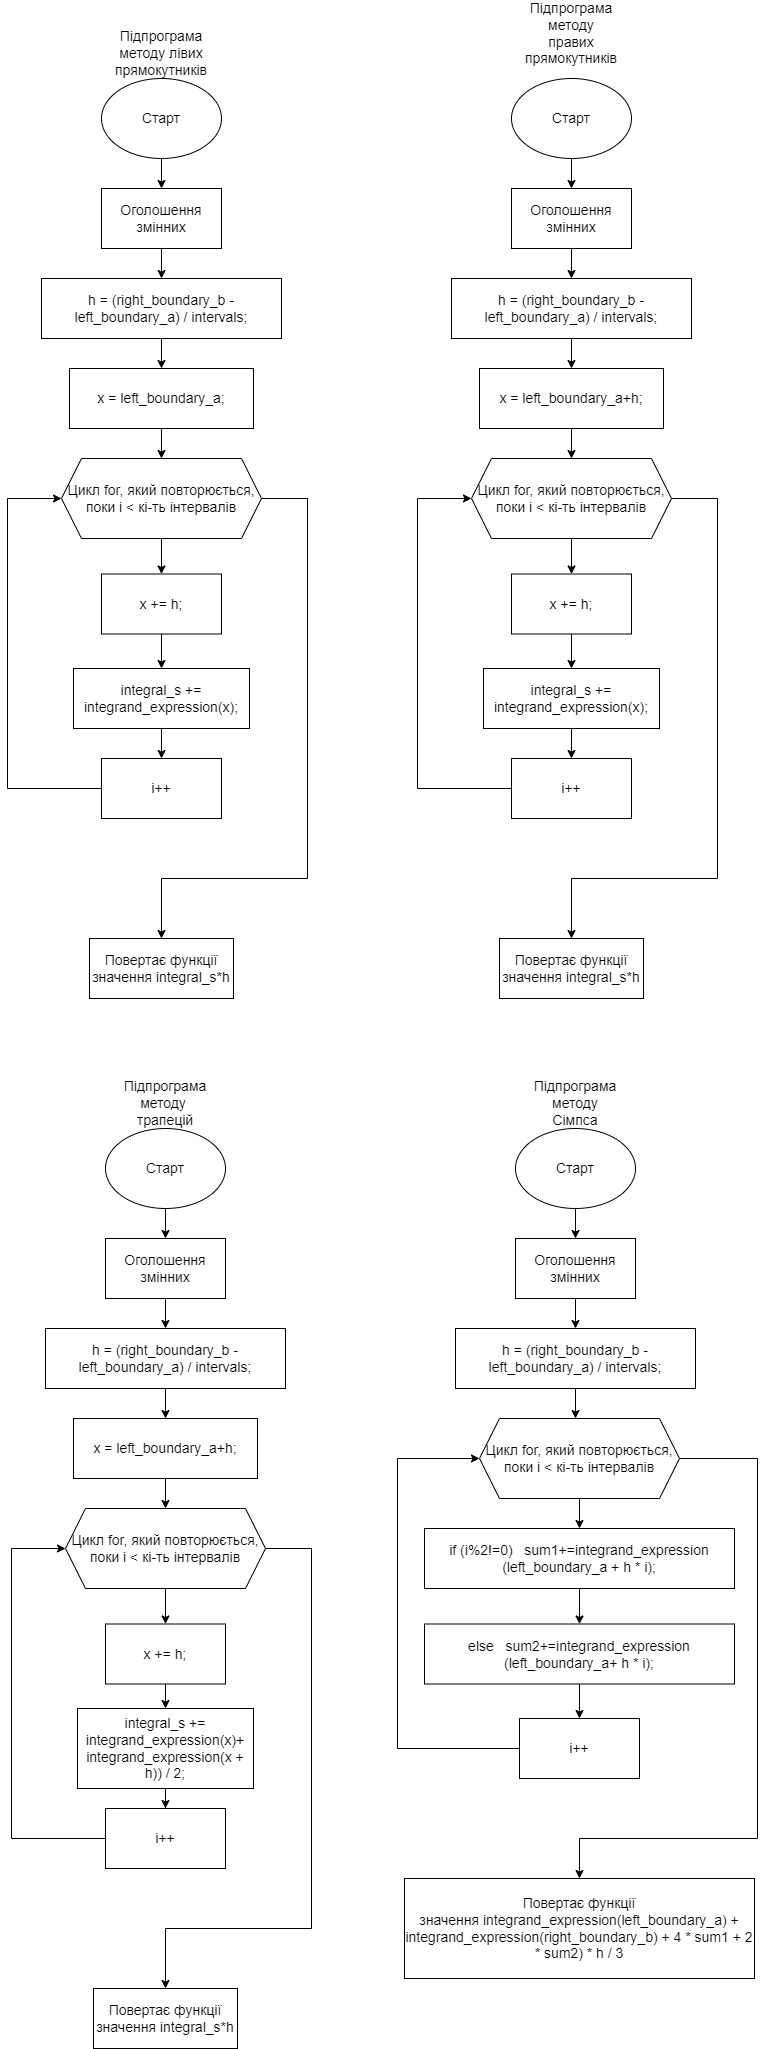 Підпрограма
методу лівих
прямокутників
Старт
Оголошення
змінних
h = (right_boundary_b -
left_boundary_a) / intervals;
x = left_boundary_a;
Цикл for, який повторюється,
поки i < кі-ть інтервалів
x += h;
integral_s +=
integrand_expression(x);
i++
Повертає функції
значення integral_s*h
Підпрограма
методу
правих
прямокутників
Старт
Оголошення
змінних
h = (right_boundary_b -
left_boundary_a) / intervals;
x = left_boundary_a+h;
Цикл for, який повторюється,
поки i < кі-ть інтервалів
x += h;
integral_s +=
integrand_expression(x);
i++
Повертає функції
значення integral_s*h
Підпрограма
методу
трапецій
Старт
Оголошення
змінних
h = (right_boundary_b -
left_boundary_a) / intervals;
x = left_boundary_a+h;
Цикл for, який повторюється,
поки i < кі-ть інтервалів
x += h;
integral_s +=
integrand_expression(x)+
integrand_expression(x +
h)) / 2;
i++
Повертає функції
значення integral_s*h
Підпрограма
методу
Сімпса
Старт
Оголошення
змінних
h = (right_boundary_b -
left_boundary_a) / intervals;
Цикл for, який повторюється,
поки i < кі-ть інтервалів
if (i%2!=0)   sum1+=integrand_expression
(left_boundary_a + h * i);
else   sum2+=integrand_expression
(left_boundary_a+ h * i);
i++
Повертає функції
значення integrand_expression(left_boundary_a) +
integrand_expression(right_boundary_b) + 4 * sum1 + 2
* sum2) * h / 3